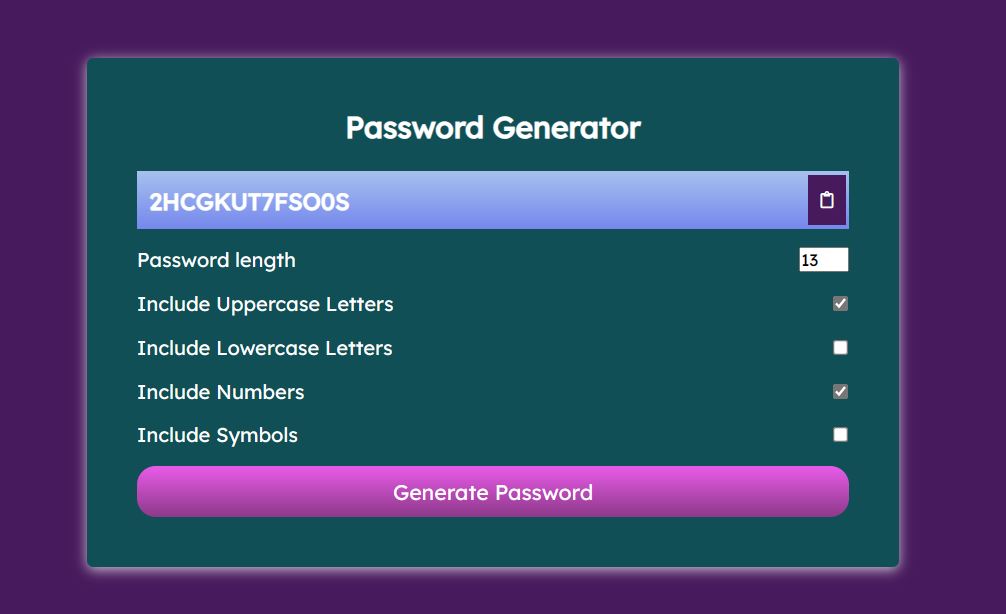 Password Generator
2HCGKUT7FSO0S
Password length 13
Include Uppercase Letters
Include Lowercase Letters
Include Numbers
Include Symbols
Generate Password